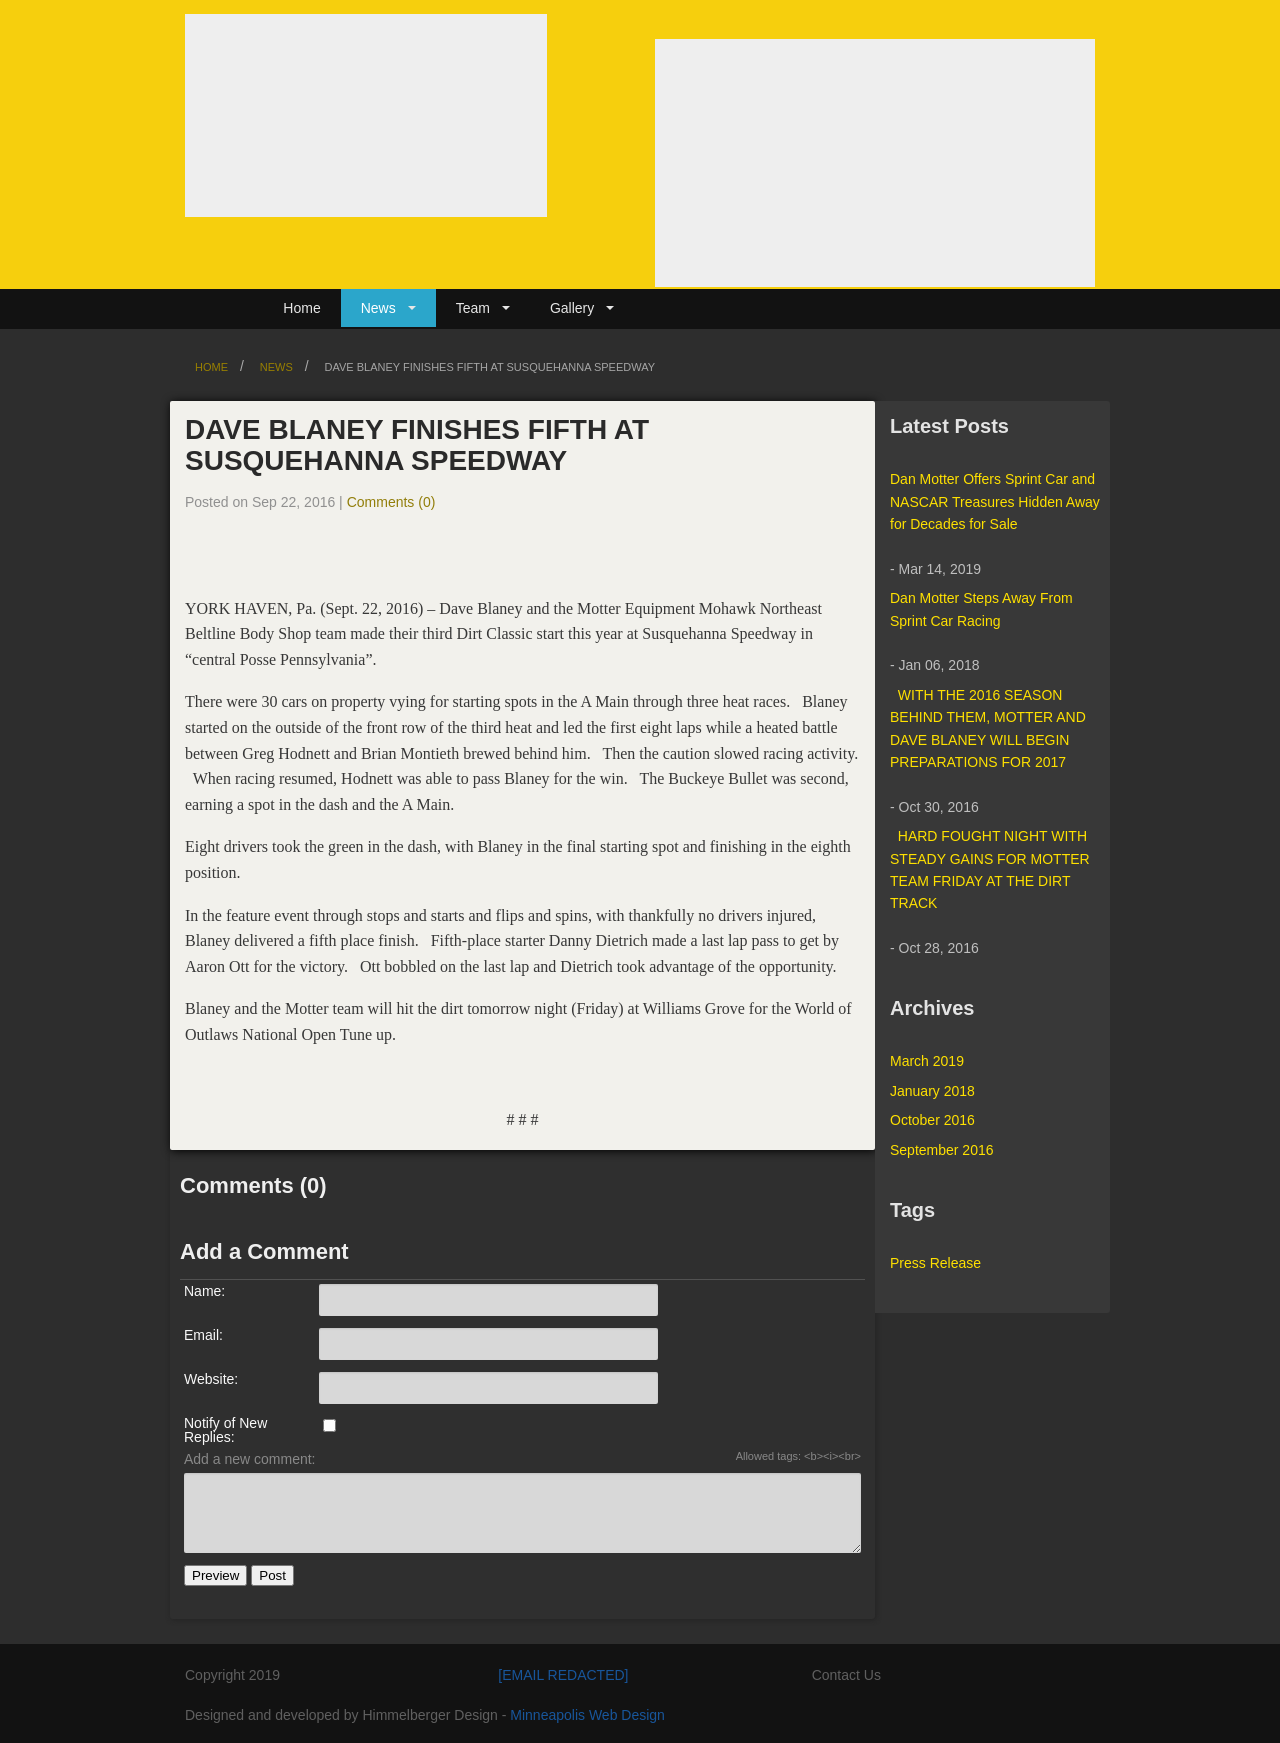 Home News Team Gallery
HOME / NEWS / DAVE BLANEY FINISHES FIFTH AT SUSQUEHANNA SPEEDWAY
DAVE BLANEY FINISHES FIFTH AT
SUSQUEHANNA SPEEDWAY
Posted on Sep 22, 2016 | Comments (0)
YORK HAVEN, Pa. (Sept. 22, 2016) – Dave Blaney and the Motter Equipment Mohawk Northeast
Beltline Body Shop team made their third Dirt Classic start this year at Susquehanna Speedway in
“central Posse Pennsylvania”.
There were 30 cars on property vying for starting spots in the A Main through three heat races.   Blaney
started on the outside of the front row of the third heat and led the first eight laps while a heated battle
between Greg Hodnett and Brian Montieth brewed behind him.   Then the caution slowed racing activity.
When racing resumed, Hodnett was able to pass Blaney for the win.   The Buckeye Bullet was second,
earning a spot in the dash and the A Main.
Eight drivers took the green in the dash, with Blaney in the final starting spot and finishing in the eighth
position.
In the feature event through stops and starts and flips and spins, with thankfully no drivers injured,
Blaney delivered a fifth place finish.   Fifth-place starter Danny Dietrich made a last lap pass to get by
Aaron Ott for the victory.   Ott bobbled on the last lap and Dietrich took advantage of the opportunity.
Blaney and the Motter team will hit the dirt tomorrow night (Friday) at Williams Grove for the World of
Outlaws National Open Tune up.
# # #
Comments (0)
Add a Comment
Name:
Email:
Website:
Notify of New
Replies:
Add a new comment:
Allowed tags: <b><i><br>
Preview Post
Latest Posts
Dan Motter Offers Sprint Car and
NASCAR Treasures Hidden Away
for Decades for Sale
- Mar 14, 2019
Dan Motter Steps Away From
Sprint Car Racing
- Jan 06, 2018
WITH THE 2016 SEASON
BEHIND THEM, MOTTER AND
DAVE BLANEY WILL BEGIN
PREPARATIONS FOR 2017
- Oct 30, 2016
HARD FOUGHT NIGHT WITH
STEADY GAINS FOR MOTTER
TEAM FRIDAY AT THE DIRT
TRACK
- Oct 28, 2016
Archives
March 2019
January 2018
October 2016
September 2016
Tags
Press Release
Copyright 2019
[EMAIL REDACTED]
Contact Us
Designed and developed by Himmelberger Design - Minneapolis Web Design